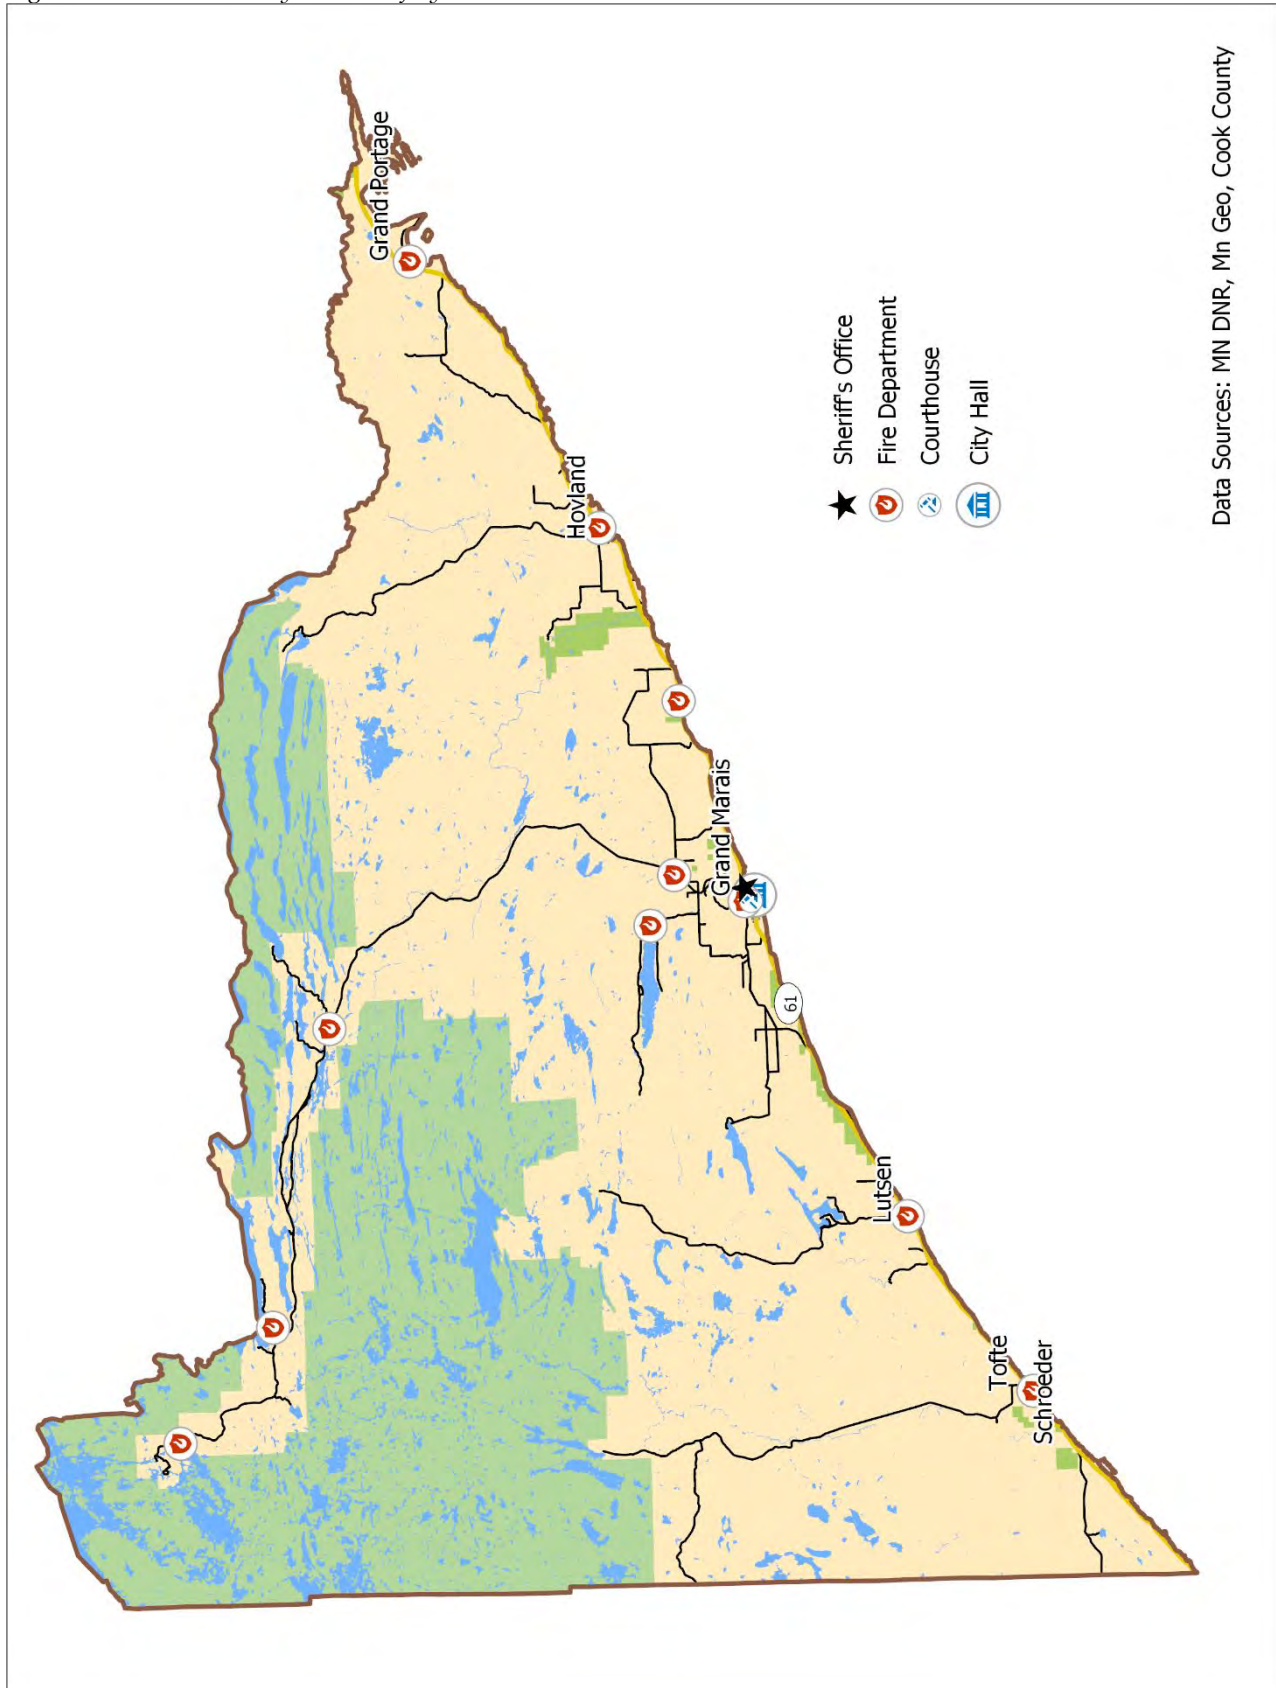 Grand Portage
Hovland
Grand Marais
61
Lutsen
Tofte
Schroeder
Sheriff's Office
Fire Department
Courthouse
City Hall
Data Sources: MN DNR, Mn Geo, Cook County